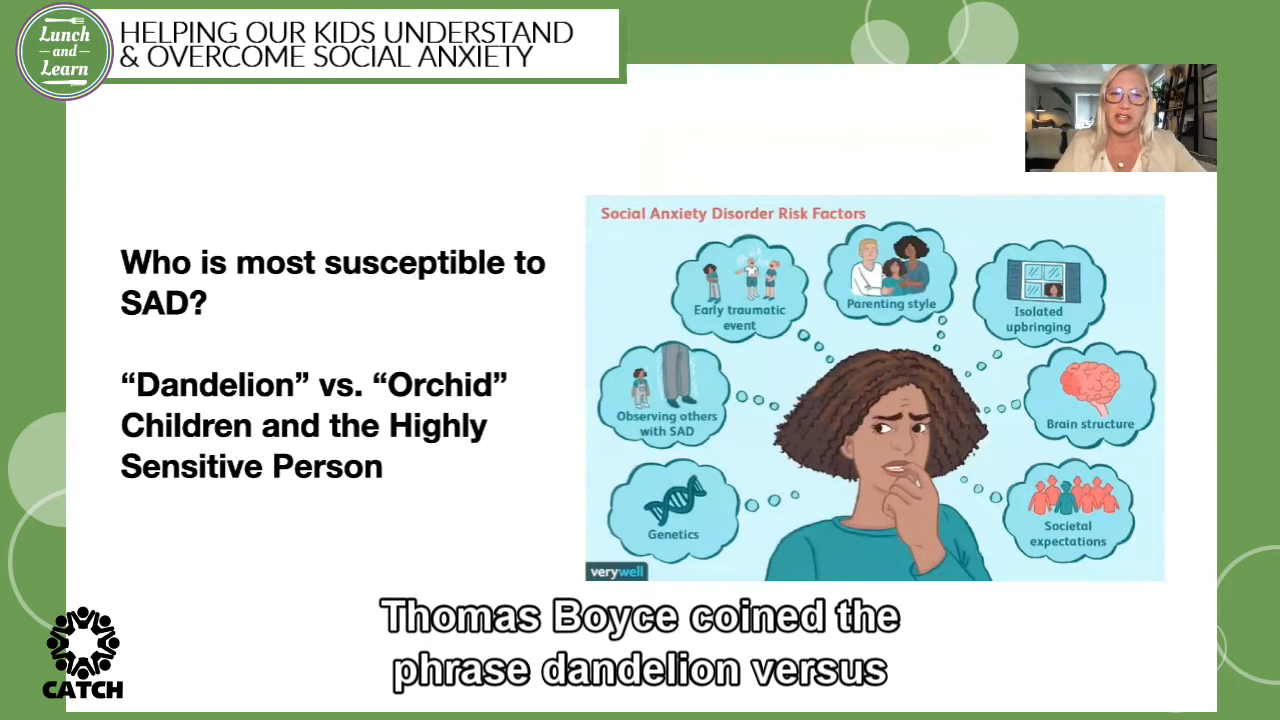 Lunch
and
Learn
HELPING OUR KIDS UNDERSTAND
& OVERCOME SOCIAL ANXIETY
Who is most susceptible to
SAD?
“Dandelion” vs. “Orchid”
Children and the Highly
Sensitive Person
Social Anxiety Disorder Risk Factors
Early traumatic
event
Parenting style
Isolated
upbringing
Observing others
with SAD
Brain structure
Genetics
Societal
expectations
verywell
Thomas Boyce coined the
phrase dandelion versus
CATCH